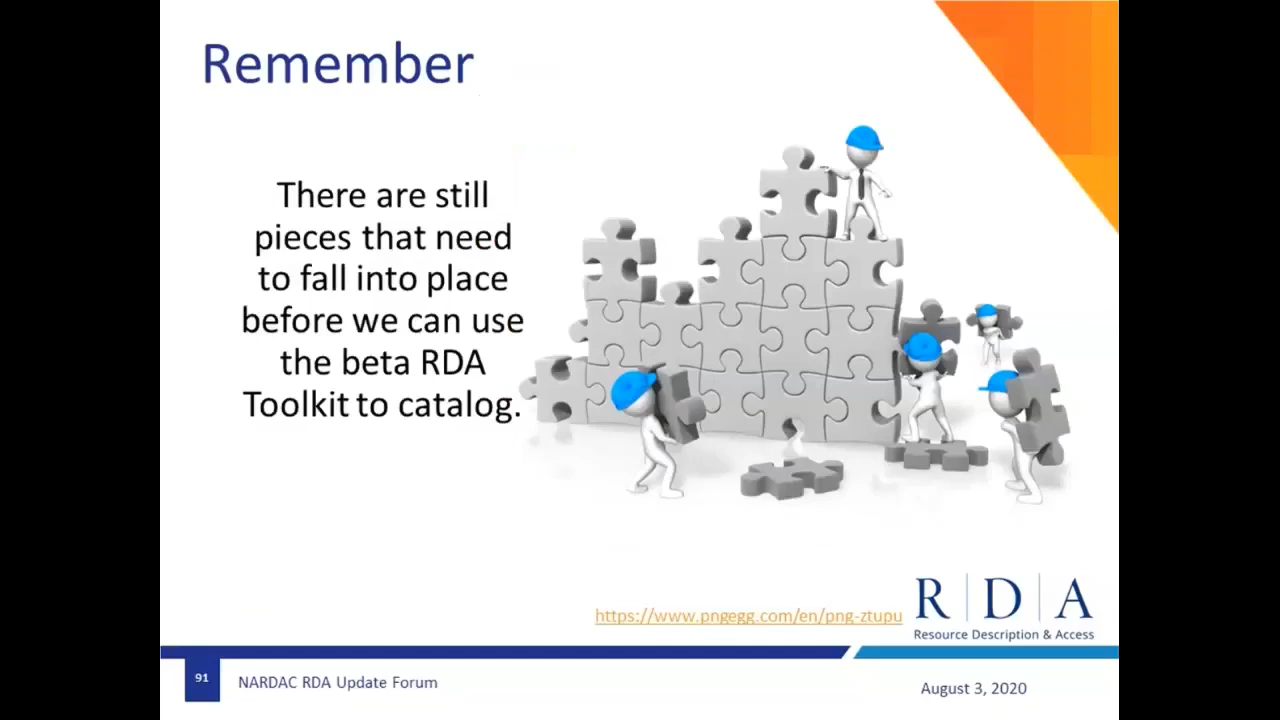 Remember
There are still
pieces that need
to fall into place
before we can use
the beta RDA
Toolkit to catalog.
https://www.pngegg.com/en/png-ztupu
R|D|A
Resource Description & Access
91
NARDAC RDA Update Forum
August 3, 2020